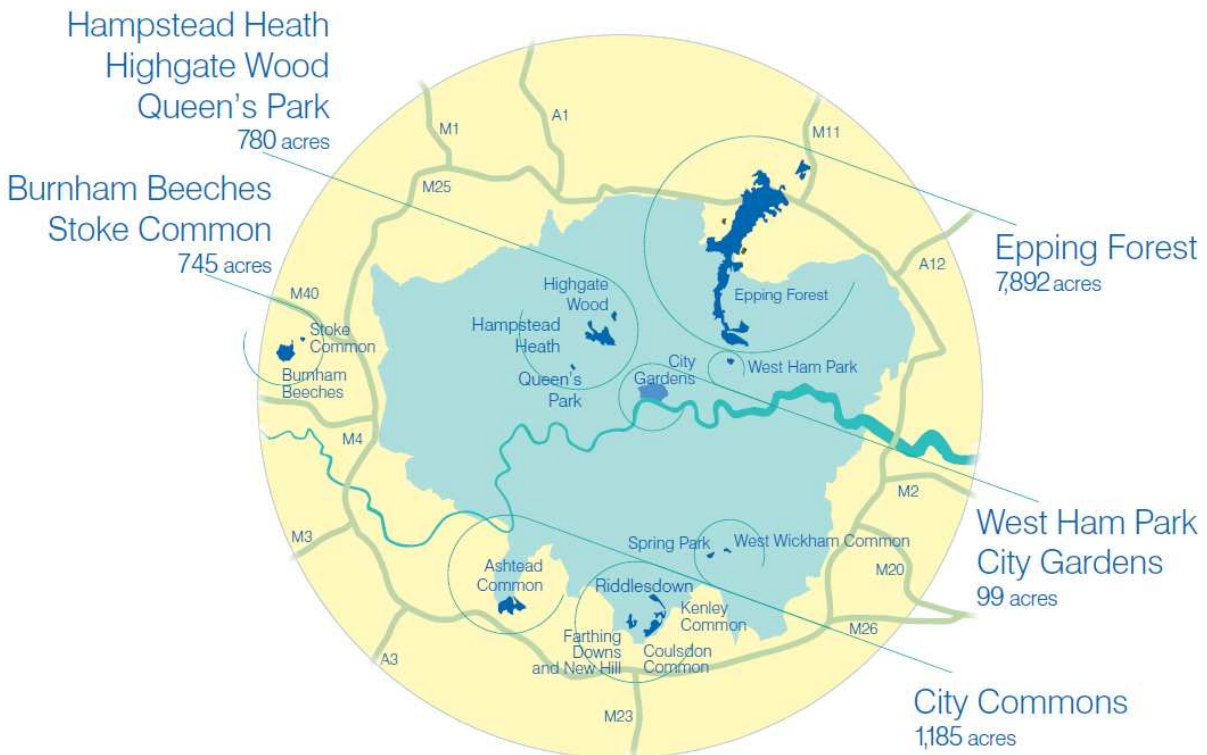 Hampstead Heath
Highgate Wood
Queen's Park
780 acres
Burnham Beeches
Stoke Common
745 acres
M1
A1
M11
M25
Epping Forest
7,892 acres
A12
M40
Stoke
Common
Burnham
Beeches
Highgate
Wood
Hampstead
Heath
Queen's
Park
Epping Forest
City
Gardens
West Ham Park
M4
M3
M2
West Ham Park
City Gardens
99 acres
Spring Park
West Wickham Common
Ashtead
Common
Riddlesdown
Kenley
Common
Farthing
Downs
and New Hill
Coulsdon
Common
M20
M26
A3
M23
City Commons
1,185 acres